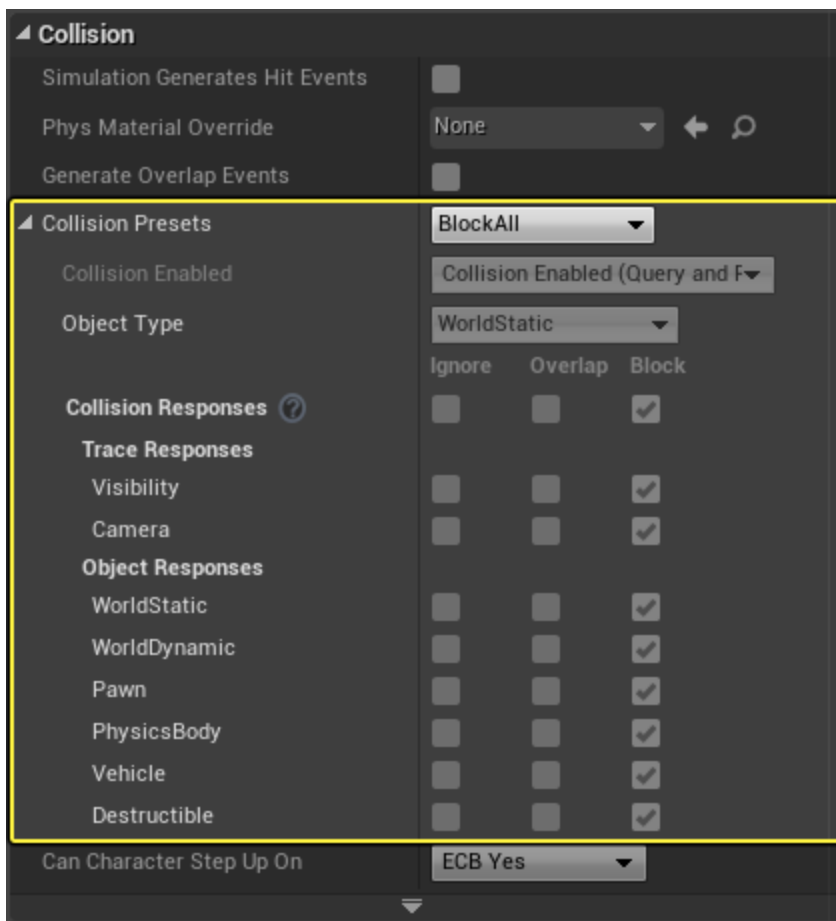 Collision
Simulation Generates Hit Events
Phys Material Override None
Generate Overlap Events
Collision Presets BlockAll
Collision Enabled Collision Enabled (Query and
Object Type WorldStatic
Ignore Overlap Block
Collision Responses ?
Trace Responses
Visibility
Camera
Object Responses
WorldStatic
WorldDynamic
Pawn
PhysicsBody
Vehicle
Destructible
Can Character Step Up On ECB Yes